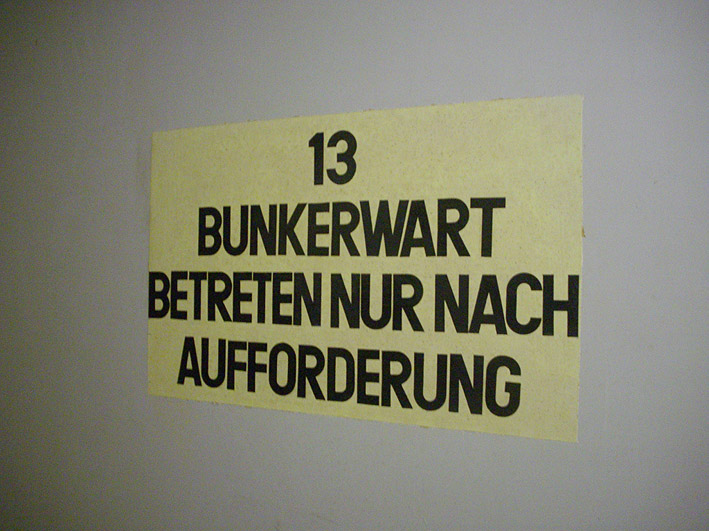 13
BUNKERWART
BETRETEN NUR NACH
AUFFORDERUNG